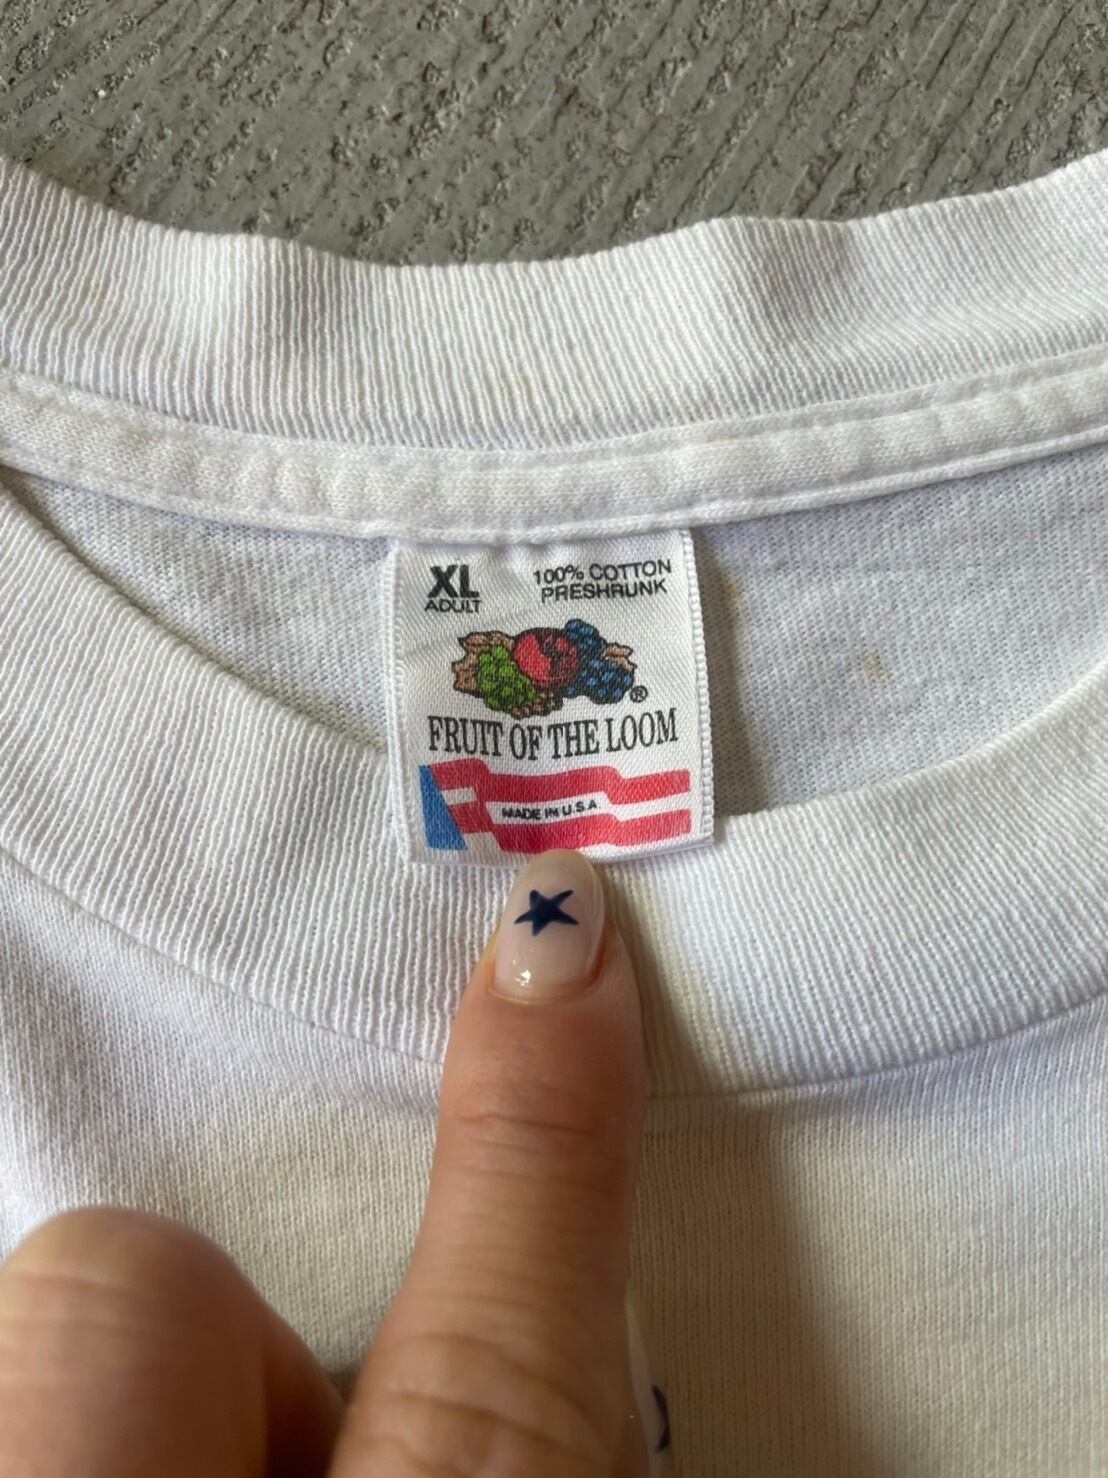 XL
ADULT
100% COTTON
PRESHRUNK
®
FRUIT OF THE LOOM
MADE IN U.S.A